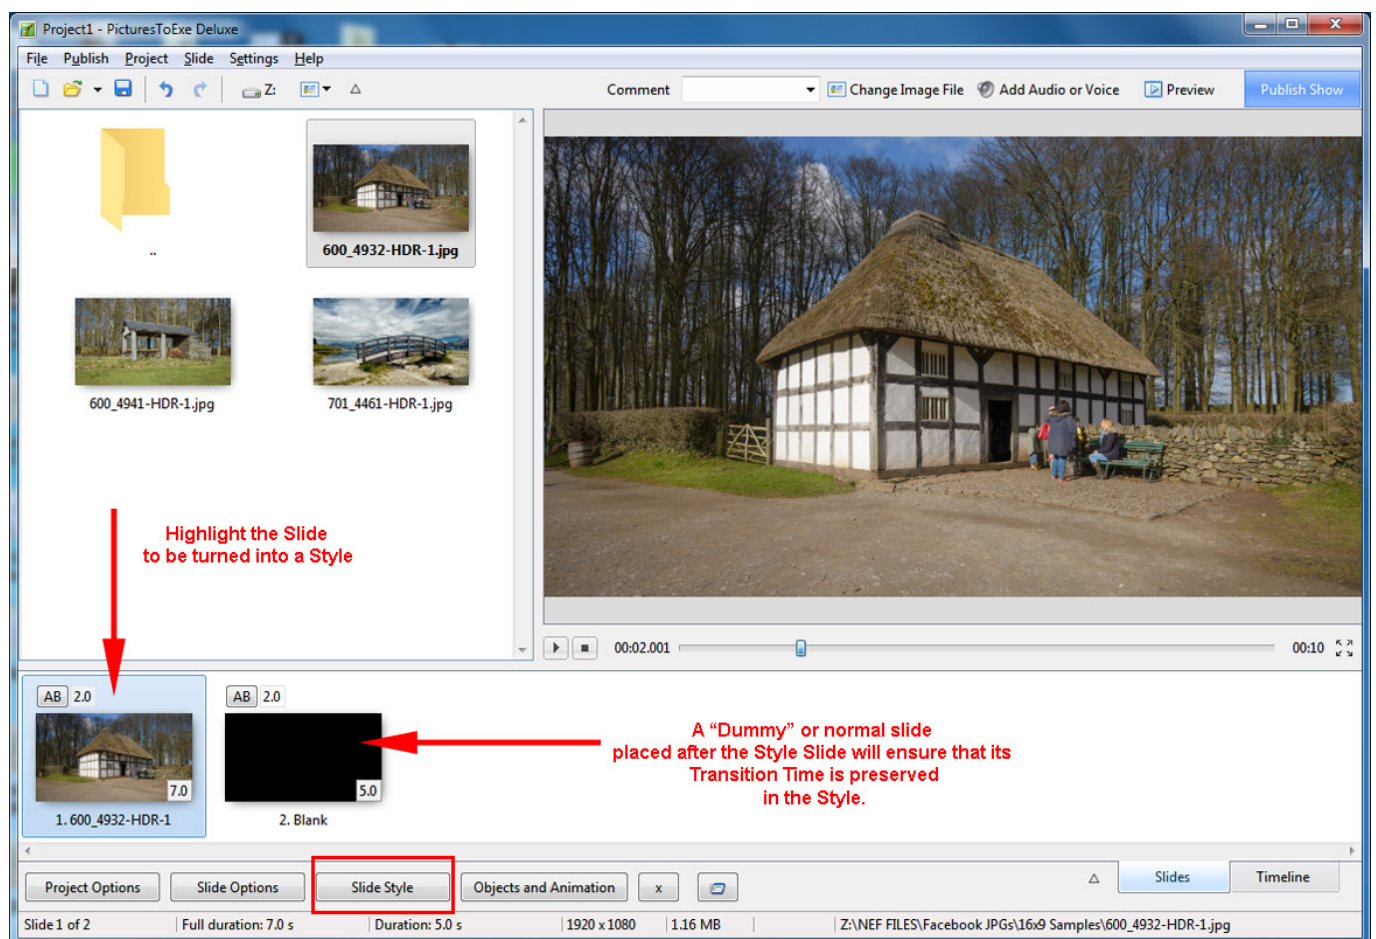 Project1 - PicturesToExe Deluxe
File Publish Project Slide Settings Help
Z: Comment Change Image File Add Audio or Voice Preview Publish Show
..
600_4932-HDR-1.jpg
600_4941-HDR-1.jpg
701_4461-HDR-1.jpg
Highlight the Slide
to be turned into a Style
00:02.001 00:10
AB 2.0
7.0
1. 600_4932-HDR-1
AB 2.0
5.0
2. Blank
A “Dummy” or normal slide
placed after the Style Slide will ensure that its
Transition Time is preserved
in the Style.
Project Options Slide Options Slide Style Objects and Animation x Slides Timeline
Slide 1 of 2 Full duration: 7.0 s Duration: 5.0 s 1920 x 1080 1.16 MB Z:\NEF FILES\Facebook JPGs\16x9 Samples\600_4932-HDR-1.jpg